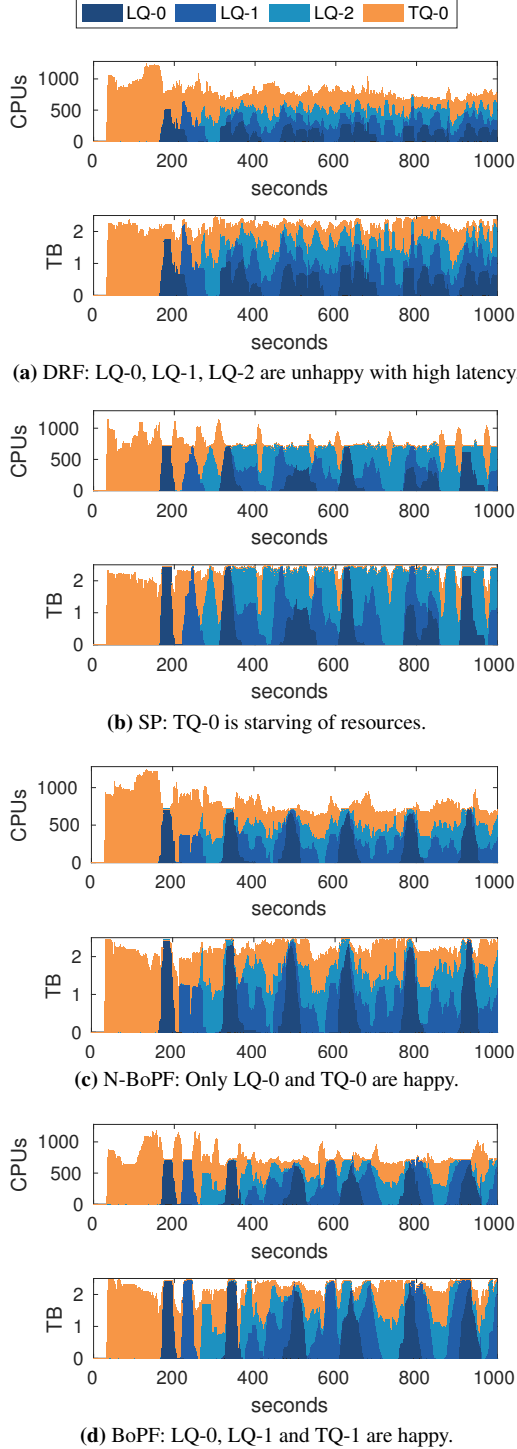 LQ-0 LQ-1 LQ-2 TQ-0
1000
500
0
CPUs
0 200 400 600 800 1000
seconds
2
1
0
TB
0 200 400 600 800 1000
seconds
(a) DRF: LQ-0, LQ-1, LQ-2 are unhappy with high latency
1000
500
0
CPUs
0 200 400 600 800 1000
seconds
2
1
0
TB
0 200 400 600 800 1000
seconds
(b) SP: TQ-0 is starving of resources.
1000
500
0
CPUs
0 200 400 600 800 1000
seconds
2
1
0
TB
0 200 400 600 800 1000
(c) N-BoPF: Only LQ-0 and TQ-0 are happy.
1000
500
0
CPUs
0 200 400 600 800 1000
seconds
2
1
0
TB
0 200 400 600 800 1000
seconds
(d) BoPF: LQ-0, LQ-1 and TQ-1 are happy.